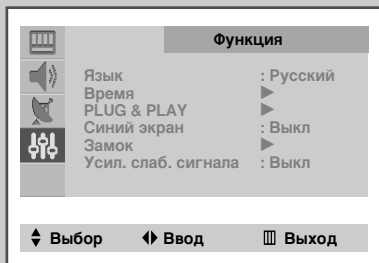 Функция
Язык : Русский
Время ►
PLUG & PLAY ►
Синий экран : Выкл
Замок ►
Усил. слаб. сигнала : Выкл
Выбор Ввод Выход